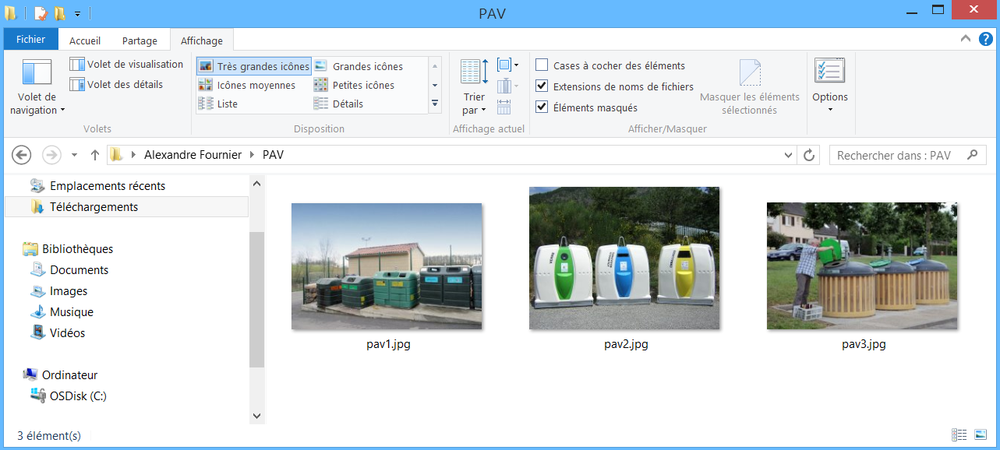 PAV
Fichier
Accueil
Partage
Affichage
Volet de
navigation
Volet de visualisation
Volet des détails
Volets
Très grandes icônes
Grandes icônes
Icônes moyennes
Petites icônes
Liste
Détails
Disposition
Trier
par
Affichage actuel
Cases à cocher des éléments
Extensions de noms de fichiers
Éléments masqués
Masquer les éléments
sélectionnés
Afficher/Masquer
Options
Alexandre Fournier
PAV
Rechercher dans : PAV
Emplacements récents
Téléchargements
Bibliothèques
Documents
Images
Musique
Vidéos
Ordinateur
OSDisk (C:)
VERRE
EMBALLAGES
pav1.jpg
pav2.jpg
pav3.jpg
3 élément(s)